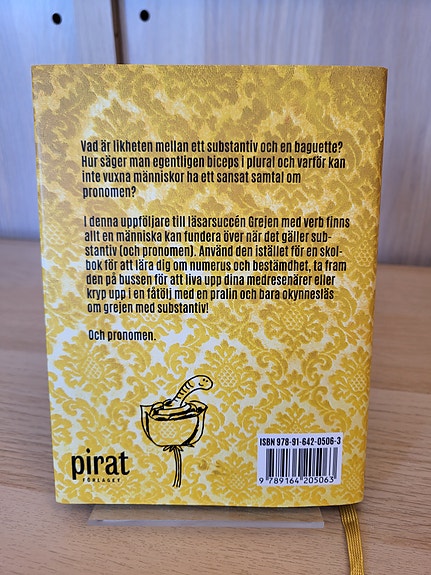 Vad är likheten mellan ett substantiv och en baguette?
Hur säger man egentligen biceps i plural och varför kan
inte vuxna människor ha ett sansat samtal om
pronomen?
I denna uppföljare till läsarsuccén Grejen med verb finns
allt en människa kan fundera över när det gäller sub-
stantiv (och pronomen). Använd den istället för en skol-
bok för att lära dig om numerus och bestämdhet, ta fram
den på bussen för att liva upp dina medresenärer eller
kryp upp i en fåtölj med en pralin och bara okynnesläs
om grejen med substantiv!
Och pronomen.
pirat
FÖRLAGET
ISBN 978-91-642-0506-3
9 789164 205063